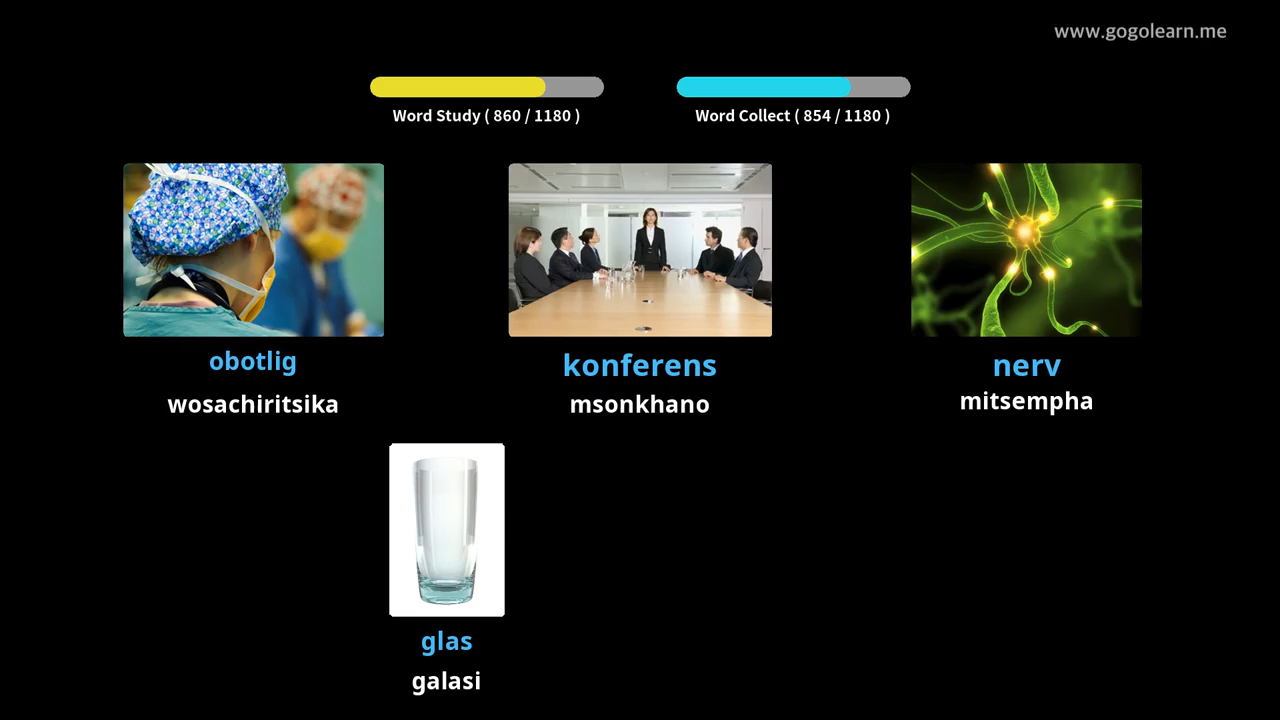 www.gogolearn.me
Word Study ( 860 / 1180 )
Word Collect ( 854 / 1180 )
obotlig
wosachiritsika
konferens
msonkhano
nerv
mitsempha
glas
galasi